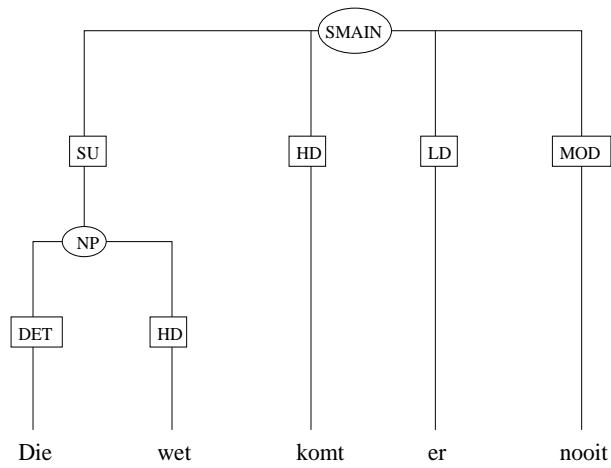 SMAIN
SU HD LD MOD
NP
DET HD
Die wet komt er nooit